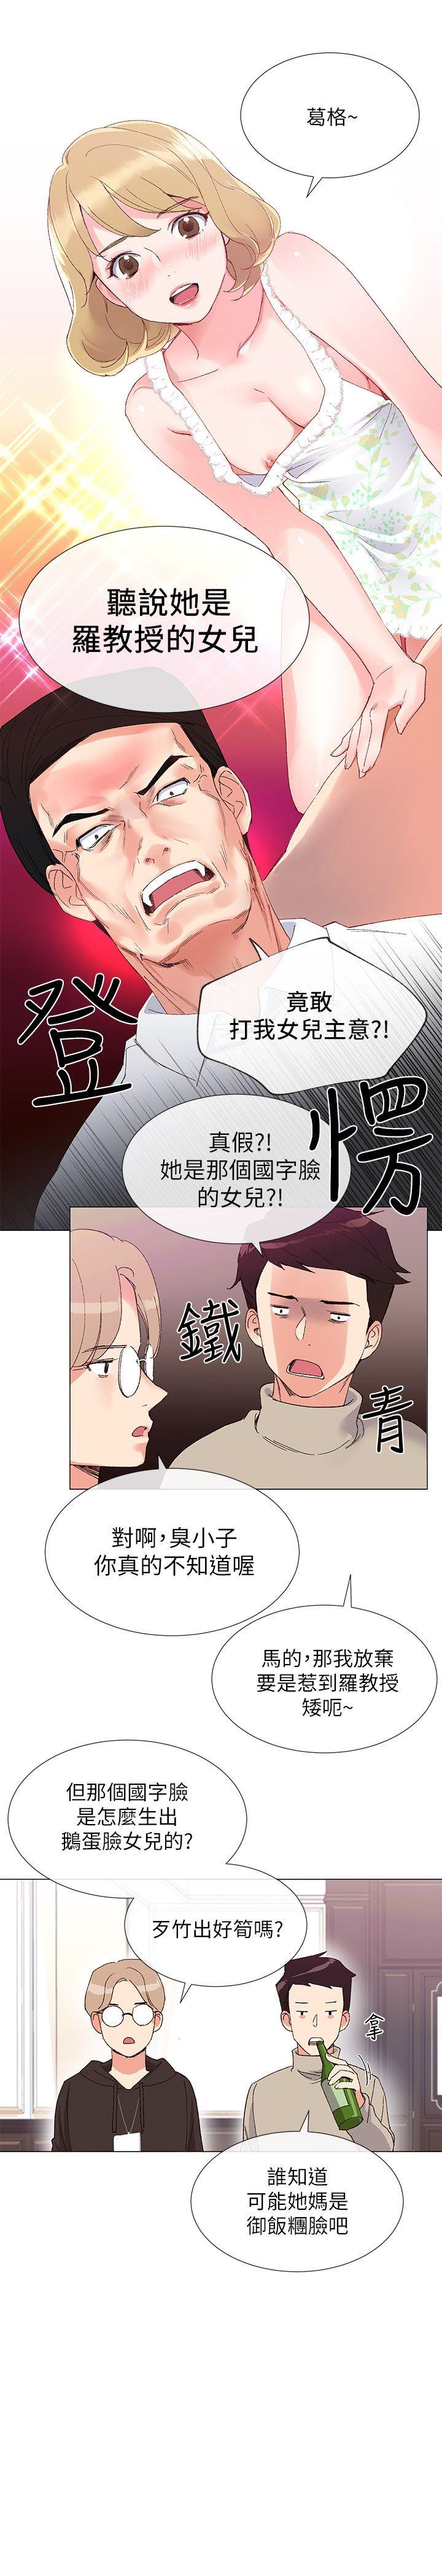 葛格~
聽說她是
羅教授的女兒
竟敢
打我女兒主意?!
登
愣
真假?!
她是那個國字臉
的女兒?!
鐵
青
對啊,臭小子
你真的不知道喔
馬的,那我放棄
要是惹到羅教授
矮呃~
但那個國字臉
是怎麼生出
鵝蛋臉女兒的?
歹竹出好筍嗎?
拿
誰知道
可能她媽是
御飯糰臉吧